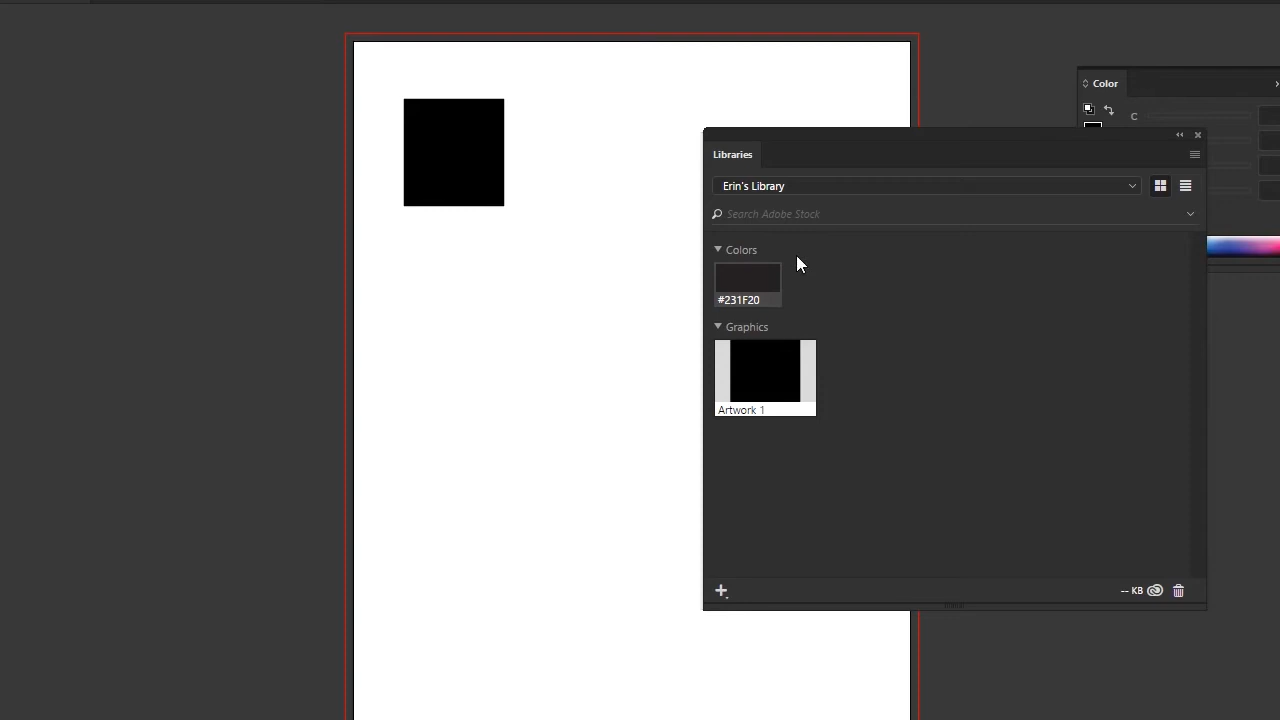 Color
C
Libraries
Erin's Library
Search Adobe Stock
Colors
#231F20
Graphics
Artwork 1
-- KB